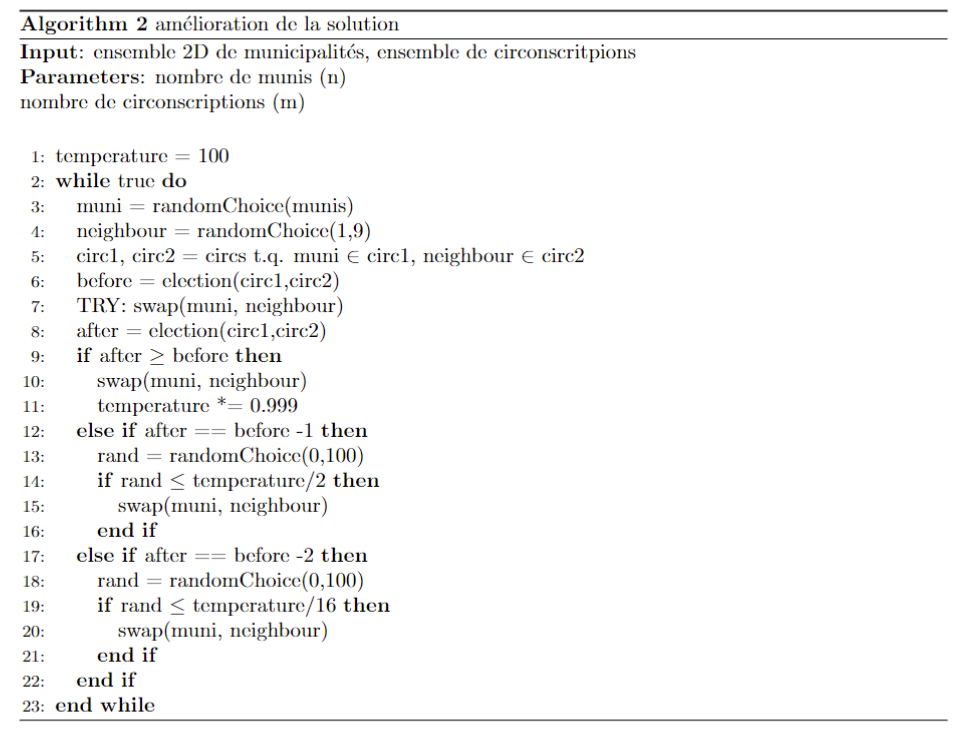 Algorithm 2 amélioration de la solution
Input: ensemble 2D de municipalités, ensemble de circonscritpions
Parameters: nombre de munis (n)
nombre de circonscriptions (m)
1: temperature = 100
2: while true do
3: muni = randomChoice(munis)
4: neighbour = randomChoice(1,9)
5: circ1, circ2 = circs t.q. muni ∈ circ1, neighbour ∈ circ2
6: before = election(circ1,circ2)
7: TRY: swap(muni, neighbour)
8: after = election(circ1,circ2)
9: if after ≥ before then
10: swap(muni, neighbour)
11: temperature *= 0.999
12: else if after == before -1 then
13: rand = randomChoice(0,100)
14: if rand ≤ temperature/2 then
15: swap(muni, neighbour)
16: end if
17: else if after == before -2 then
18: rand = randomChoice(0,100)
19: if rand ≤ temperature/16 then
20: swap(muni, neighbour)
21: end if
22: end if
23: end while